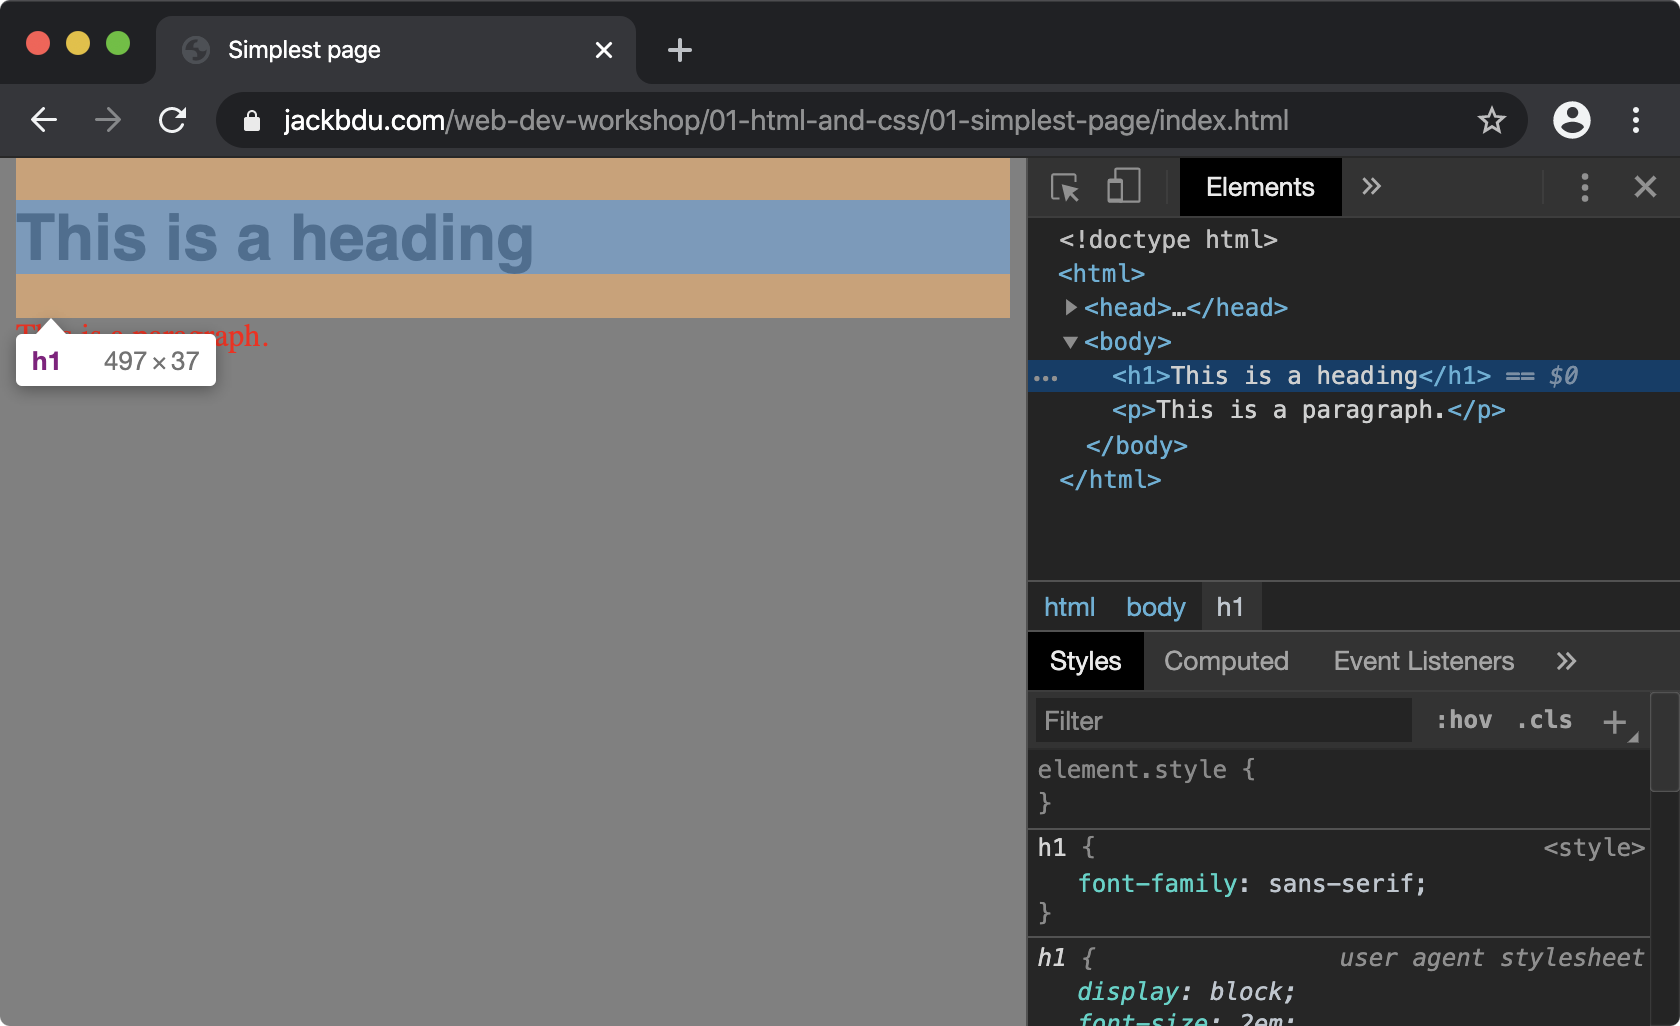 Simplest page
jackbdu.com/web-dev-workshop/01-html-and-css/01-simplest-page/index.html
This is a heading
This is a paragraph.
h1 497×37
Elements
<!doctype html>
<html>
<head>…</head>
<body>
<h1>This is a heading</h1> == $0
<p>This is a paragraph.</p>
</body>
</html>
html body h1
Styles Computed Event Listeners
Filter :hov .cls
element.style {
}
h1 { <style>
font-family: sans-serif;
}
h1 { user agent stylesheet
display: block;
font-size: 2em;